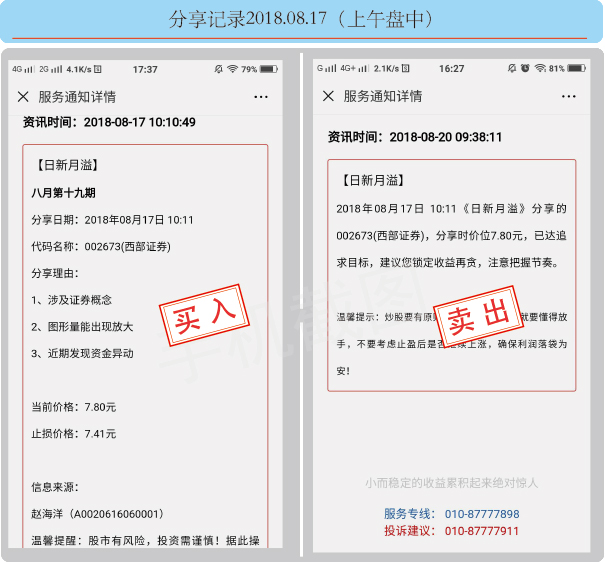 分享记录2018.08.17（上午盘中）
4G 2G 4.1K/s 17:37 79%
服务通知详情
资讯时间：2018-08-17 10:10:49
【日新月溢】
八月第十九期
分享日期：2018年08月17日 10:11
代码名称：002673(西部证券)
分享理由：
1、涉及证券概念
2、图形量能出现放大
3、近期发现资金异动
买入
当前价格：7.80元
止损价格：7.41元
信息来源：
赵海洋（A0020616060001）
温馨提醒：股市有风险，投资需谨慎！据此操
G 4G+ 2.1K/s 16:27 81%
服务通知详情
资讯时间：2018-08-20 09:38:11
【日新月溢】
2018年08月17日 10:11《日新月溢》分享的
002673(西部证券)，分享时价位7.80元，已达追
求目标，建议您锁定收益再贪，注意把握节奏。
温馨提示：炒股要有原 就要懂得放
卖出
手，不要考虑止盈后是否 续上涨，确保利润落袋为
安！
小而稳定的收益累积起来绝对惊人
服务专线： 010-87777898
投诉建议： 010-87777911
手机截图